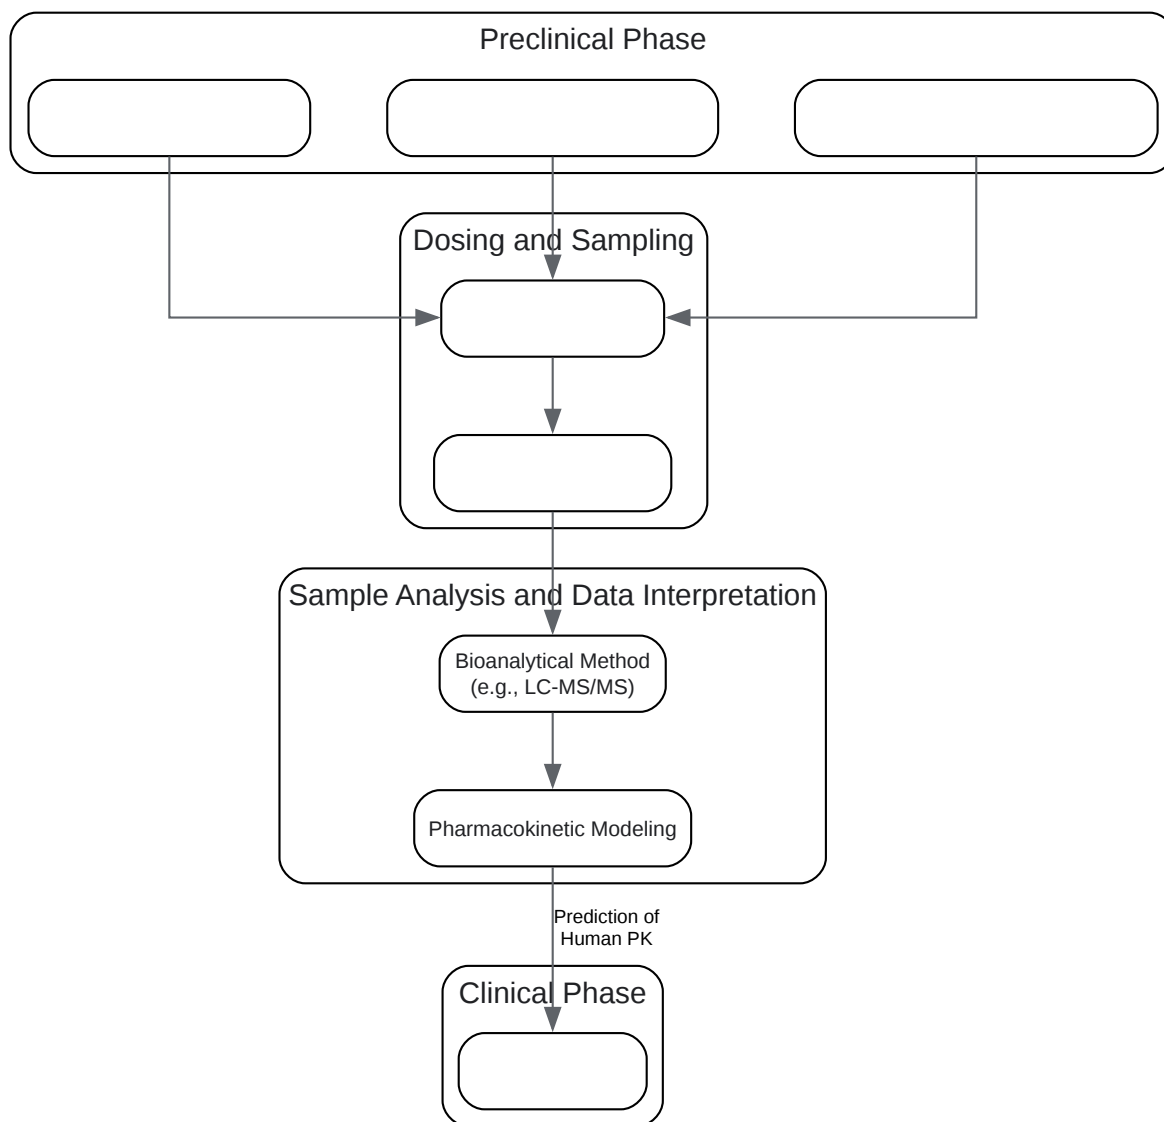 Preclinical Phase
Dosing and Sampling
Sample Analysis and Data Interpretation
Bioanalytical Method
(e.g., LC-MS/MS)
Pharmacokinetic Modeling
Prediction of
Human PK
Clinical Phase